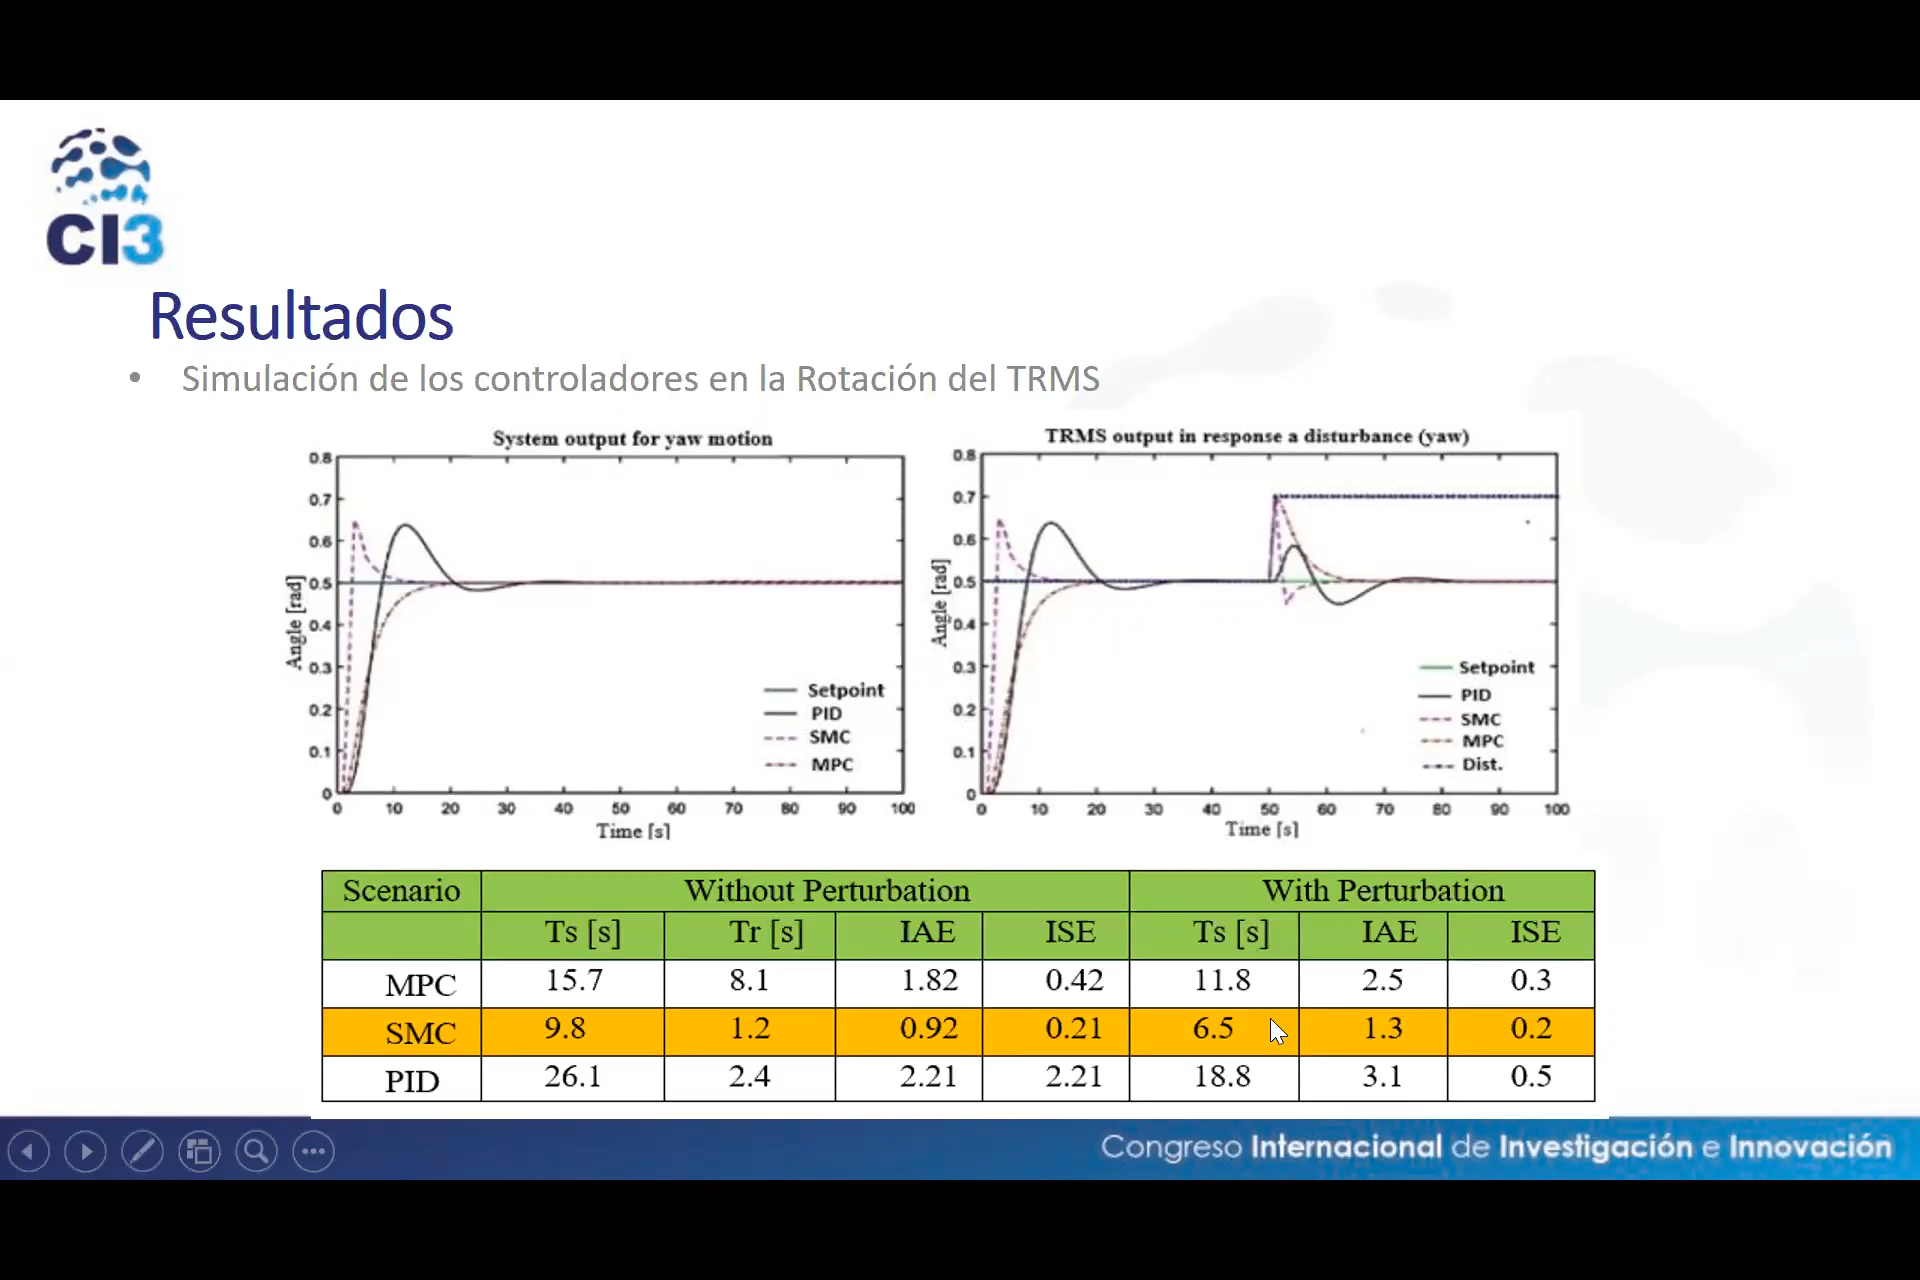 CI3
Resultados
• Simulación de los controladores en la Rotación del TRMS
System output for yaw motion
0.8
0.7
0.6
0.5
0.4
0.3
0.2
0.1
0
Angle [rad]
Setpoint
PID
SMC
MPC
0 10 20 30 40 50 60 70 80 90 100
Time [s]
TRMS output in response a disturbance (yaw)
0.8
0.7
0.6
0.5
0.4
0.3
0.2
0.1
0
Angle [rad]
Setpoint
PID
SMC
MPC
Dist.
0 10 20 30 40 50 60 70 80 90 100
Time [s]
Scenario Without Perturbation With Perturbation
Ts [s] Tr [s] IAE ISE Ts [s] IAE ISE
MPC 15.7 8.1 1.82 0.42 11.8 2.5 0.3
SMC 9.8 1.2 0.92 0.21 6.5 1.3 0.2
PID 26.1 2.4 2.21 2.21 18.8 3.1 0.5
Congreso Internacional de Investigación e Innovación